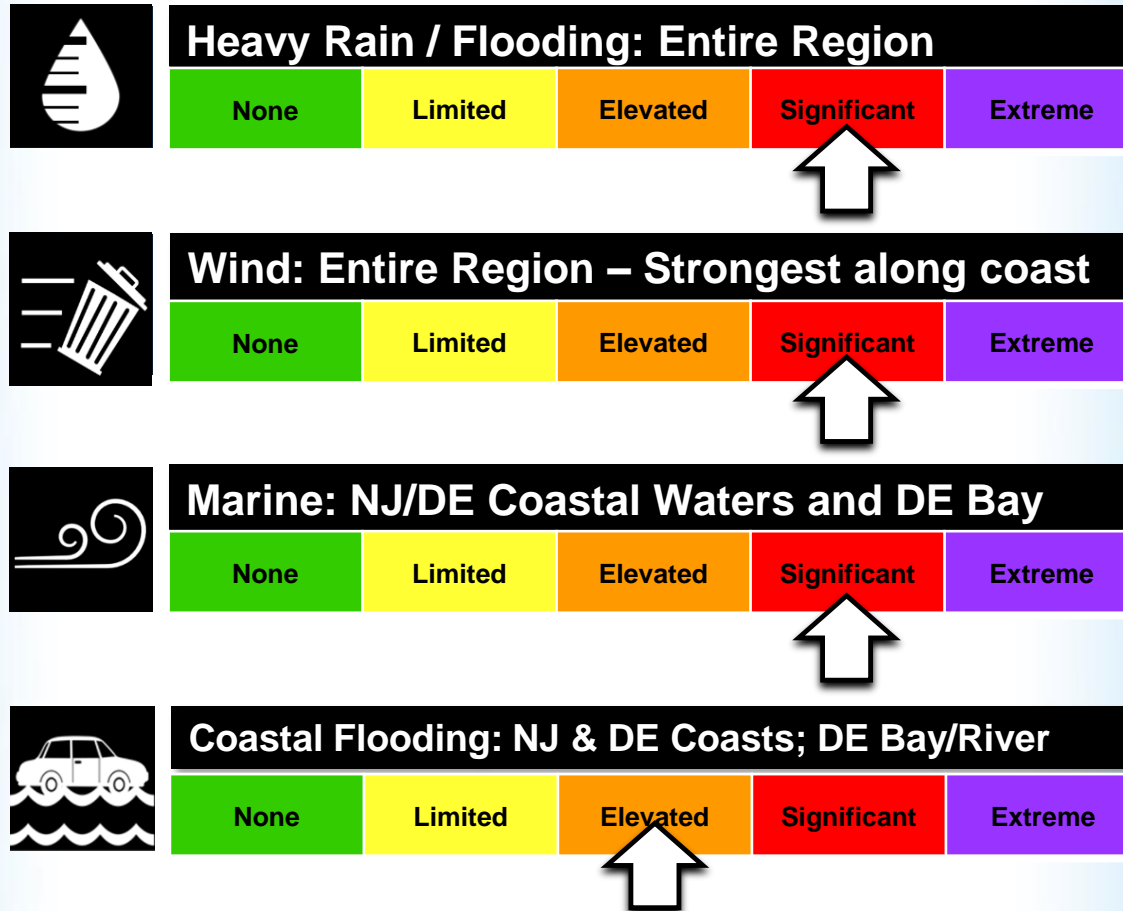 Heavy Rain / Flooding: Entire Region
None Limited Elevated Significant Extreme
Wind: Entire Region – Strongest along coast
None Limited Elevated Significant Extreme
Marine: NJ/DE Coastal Waters and DE Bay
None Limited Elevated Significant Extreme
Coastal Flooding: NJ & DE Coasts; DE Bay/River
None Limited Elevated Significant Extreme